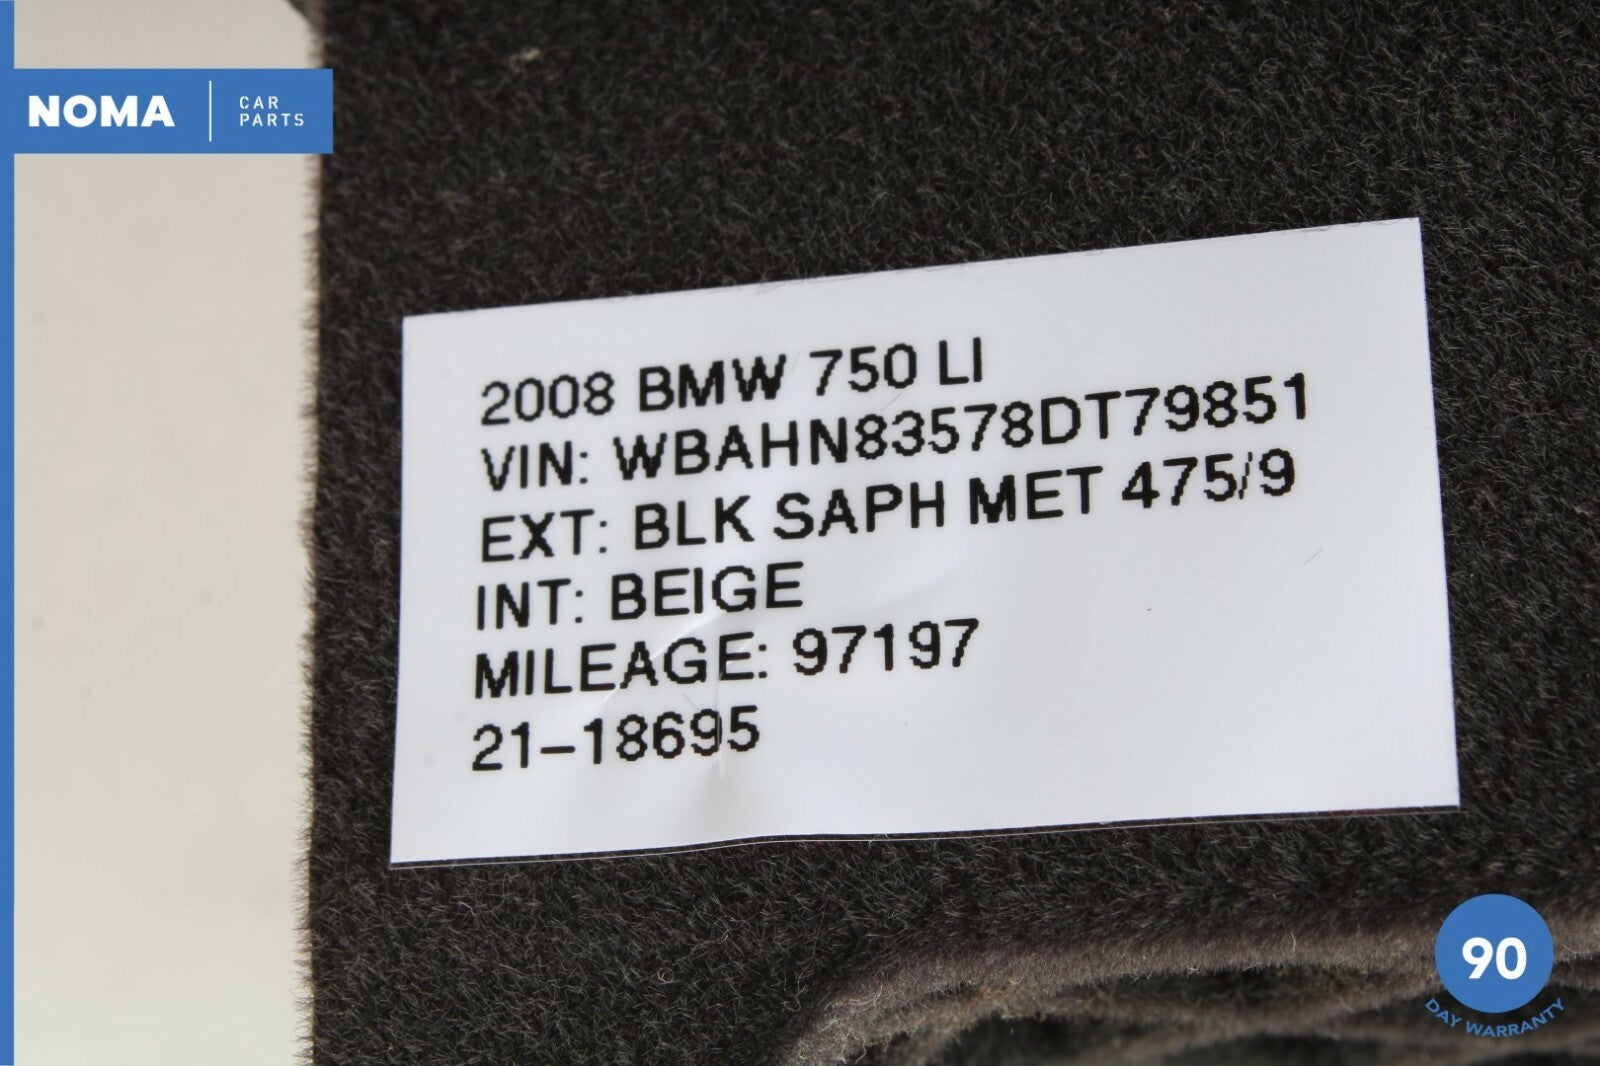 NOMA
CAR
PARTS
2008 BMW 750 LI
VIN: WBAHN83578DT79851
EXT: BLK SAPH MET 475/9
INT: BEIGE
MILEAGE: 97197
21-18695
90
DAY WARRANTY